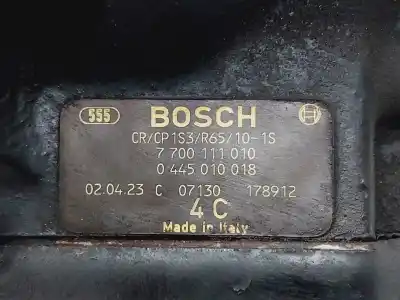 555 BOSCH
CR/CP1S3/R65/10-1S
7 700 111 010
0 445 010 018
02.04.23 C 07130 178912
4 C
Made in Italy